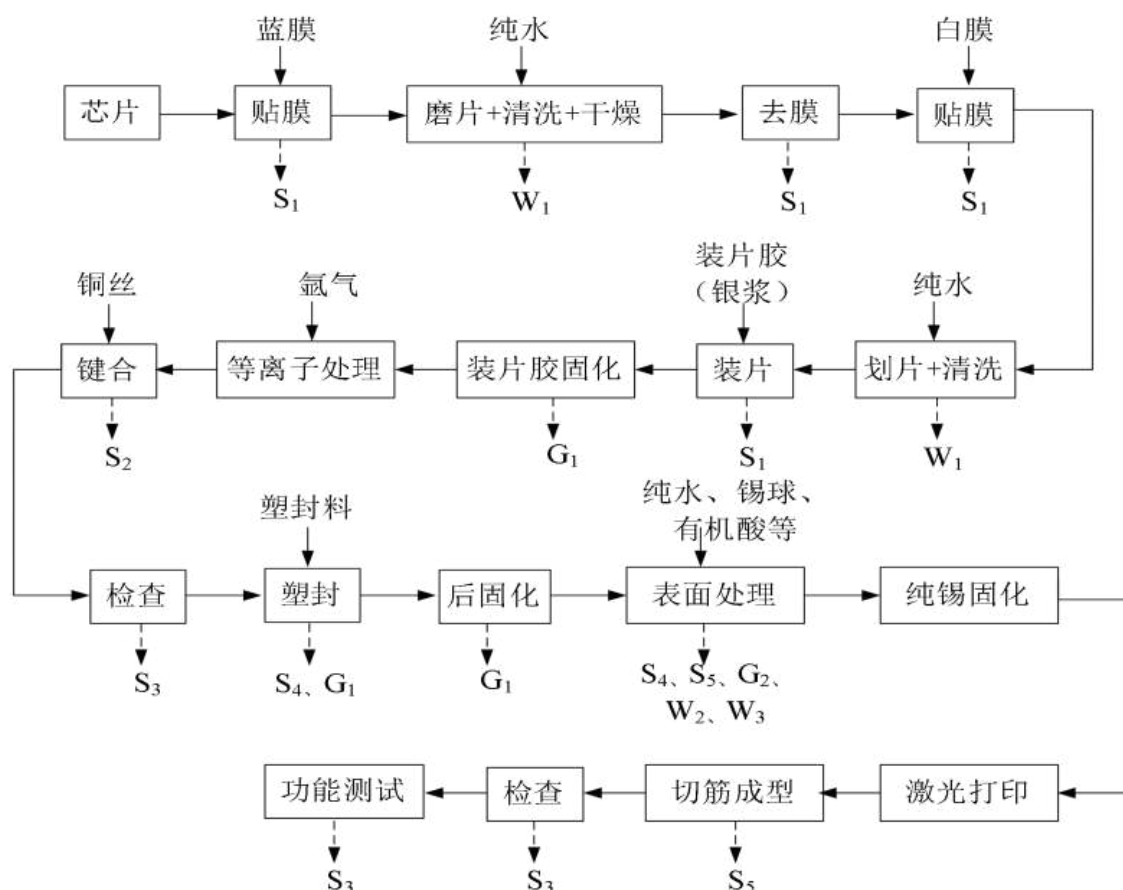 蓝膜
纯水
白膜
芯片
贴膜
磨片+清洗+干燥
去膜
贴膜
S₁
W₁
S₁
S₁
铜丝
氩气
装片胶
（银浆）
纯水
键合
等离子处理
装片胶固化
装片
划片+清洗
S₂
G₁
S₁
W₁
塑封料
纯水、锡球、
有机酸等
检查
塑封
后固化
表面处理
纯锡固化
S₃
S₄、G₁
G₁
S₄、S₅、G₂、
W₂、W₃
功能测试
检查
切筋成型
激光打印
S₃
S₃
S₅